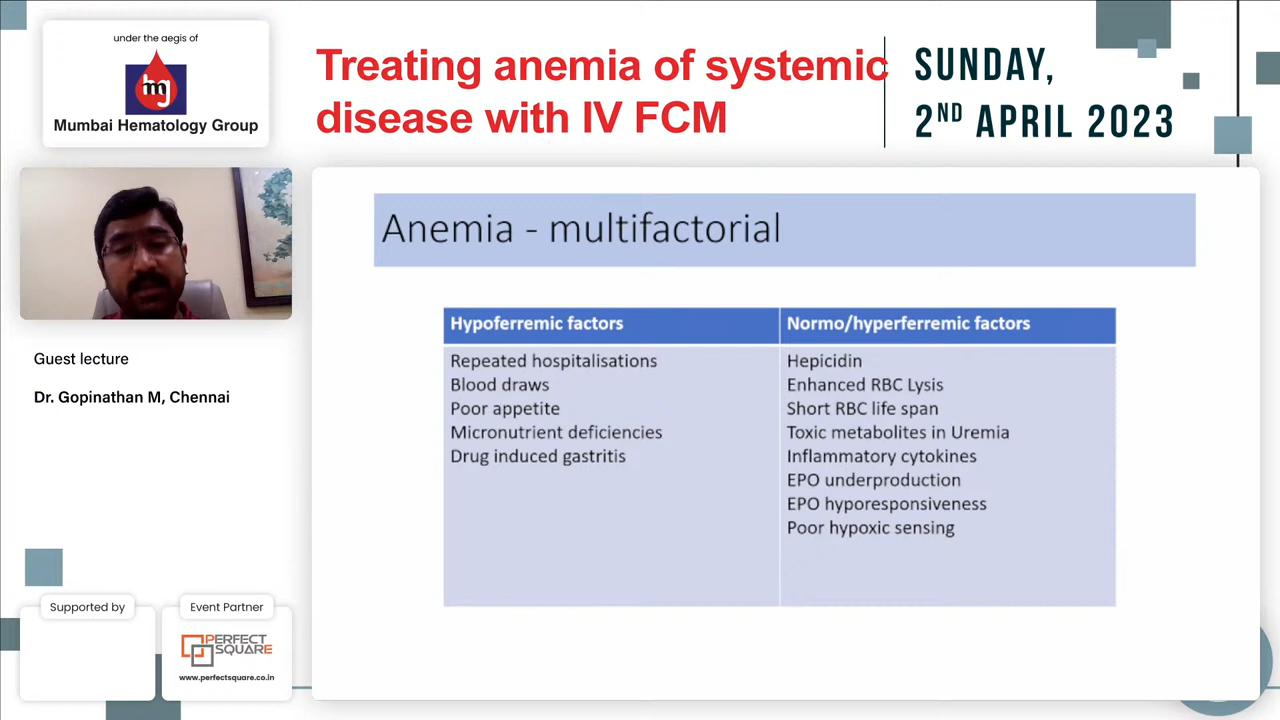 under the aegis of
mj
Mumbai Hematology Group
Treating anemia of systemic
disease with IV FCM
SUNDAY,
2ND APRIL 2023
Guest lecture
Dr. Gopinathan M, Chennai
Anemia - multifactorial
Hypoferremic factors
Repeated hospitalisations
Blood draws
Poor appetite
Micronutrient deficiencies
Drug induced gastritis
Normo/hyperferremic factors
Hepicidin
Enhanced RBC Lysis
Short RBC life span
Toxic metabolites in Uremia
Inflammatory cytokines
EPO underproduction
EPO hyporesponsiveness
Poor hypoxic sensing
Supported by
Event Partner
PERFECT
SQUARE
www.perfectsquare.co.in